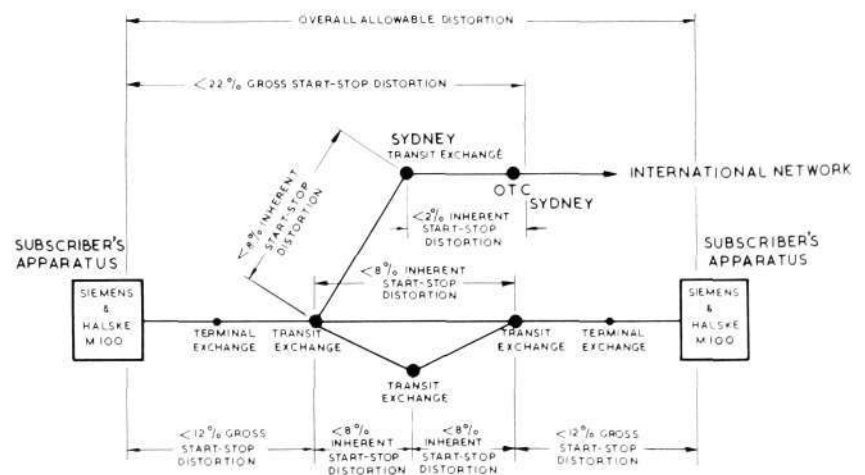 OVERALL ALLOWABLE DISTORTION
<22% GROSS START-STOP DISTORTION
SYDNEY
TRANSIT EXCHANGE
INTERNATIONAL NETWORK
OTC
SYDNEY
<8% INHERENT
START-STOP
DISTORTION
<2% INHERENT
START-STOP
DISTORTION
SUBSCRIBER'S
APPARATUS
SIEMENS
&
HALSKE
M100
<8% INHERENT
START-STOP
DISTORTION
SUBSCRIBER'S
APPARATUS
SIEMENS
&
HALSKE
M100
TERMINAL
EXCHANGE
TRANSIT
EXCHANGE
TRANSIT
EXCHANGE
TERMINAL
EXCHANGE
TRANSIT
EXCHANGE
<12% GROSS
START-STOP
DISTORTION
<8%
INHERENT
START-STOP
DISTORTION
<8%
INHERENT
START-STOP
DISTORTION
<12% GROSS
START-STOP
DISTORTION